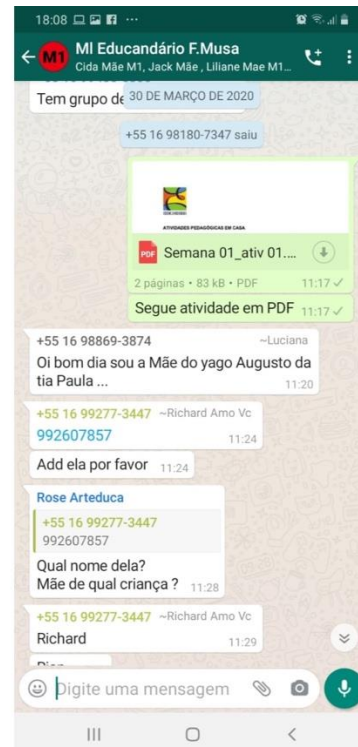 18:08
M1 MI Educandário F.Musa
Cida Mãe M1, Jack Mãe , Liliane Mae M1...
Tem grupo de
30 DE MARÇO DE 2020
+55 16 98180-7347 saiu
ATIVIDADES PEDAGÓGICAS EM CASA
PDF Semana 01_ativ 01....
2 páginas • 83 kB • PDF 11:17
Segue atividade em PDF 11:17
+55 16 98869-3874 ~Luciana
Oi bom dia sou a Mãe do yago Augusto da
tia Paula ...
11:20
+55 16 99277-3447 ~Richard Amo Vc
992607857
11:24
Add ela por favor 11:24
Rose Arteduca
+55 16 99277-3447
992607857
Qual nome dela?
Mãe de qual criança ? 11:28
+55 16 99277-3447 ~Richard Amo Vc
Richard
11:29
Digite uma mensagem